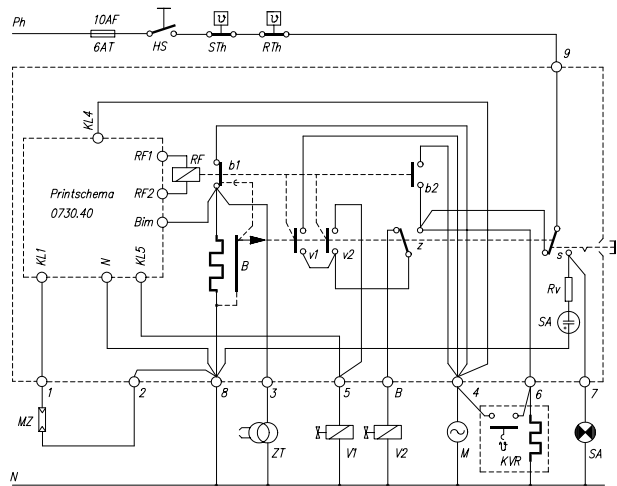 Ph
10AF
6AT
HS
STh
RTh
9
KL4
RF1
RF
RF2
Bim
Printschema
0730.40
b1
b2
KL1
N
KL5
B
v1
v2
z
s
Rv
SA
1
2
8
3
5
B
4
6
7
MZ
ZT
V1
V2
M
KVR
SA
N